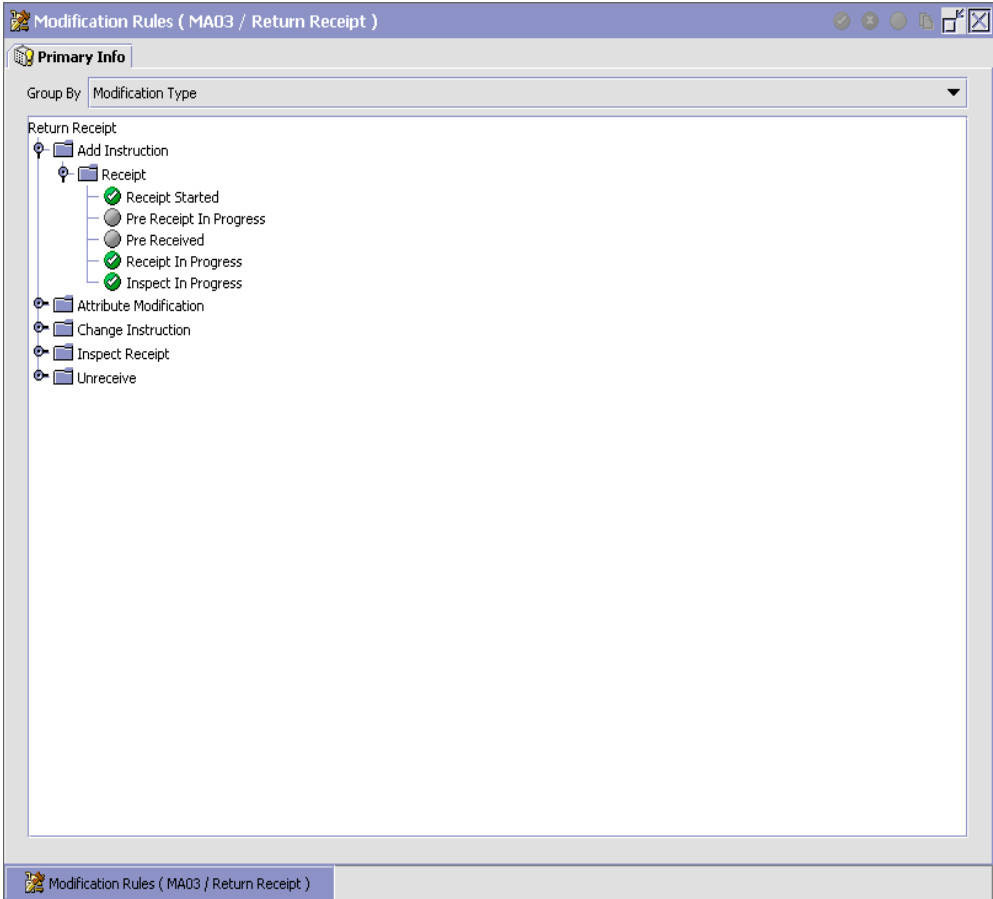 Modification Rules ( MA03 / Return Receipt )
Primary Info
Group By Modification Type
Return Receipt
Add Instruction
Receipt
Receipt Started
Pre Receipt In Progress
Pre Received
Receipt In Progress
Inspect In Progress
Attribute Modification
Change Instruction
Inspect Receipt
Unreceive
Modification Rules ( MA03 / Return Receipt )